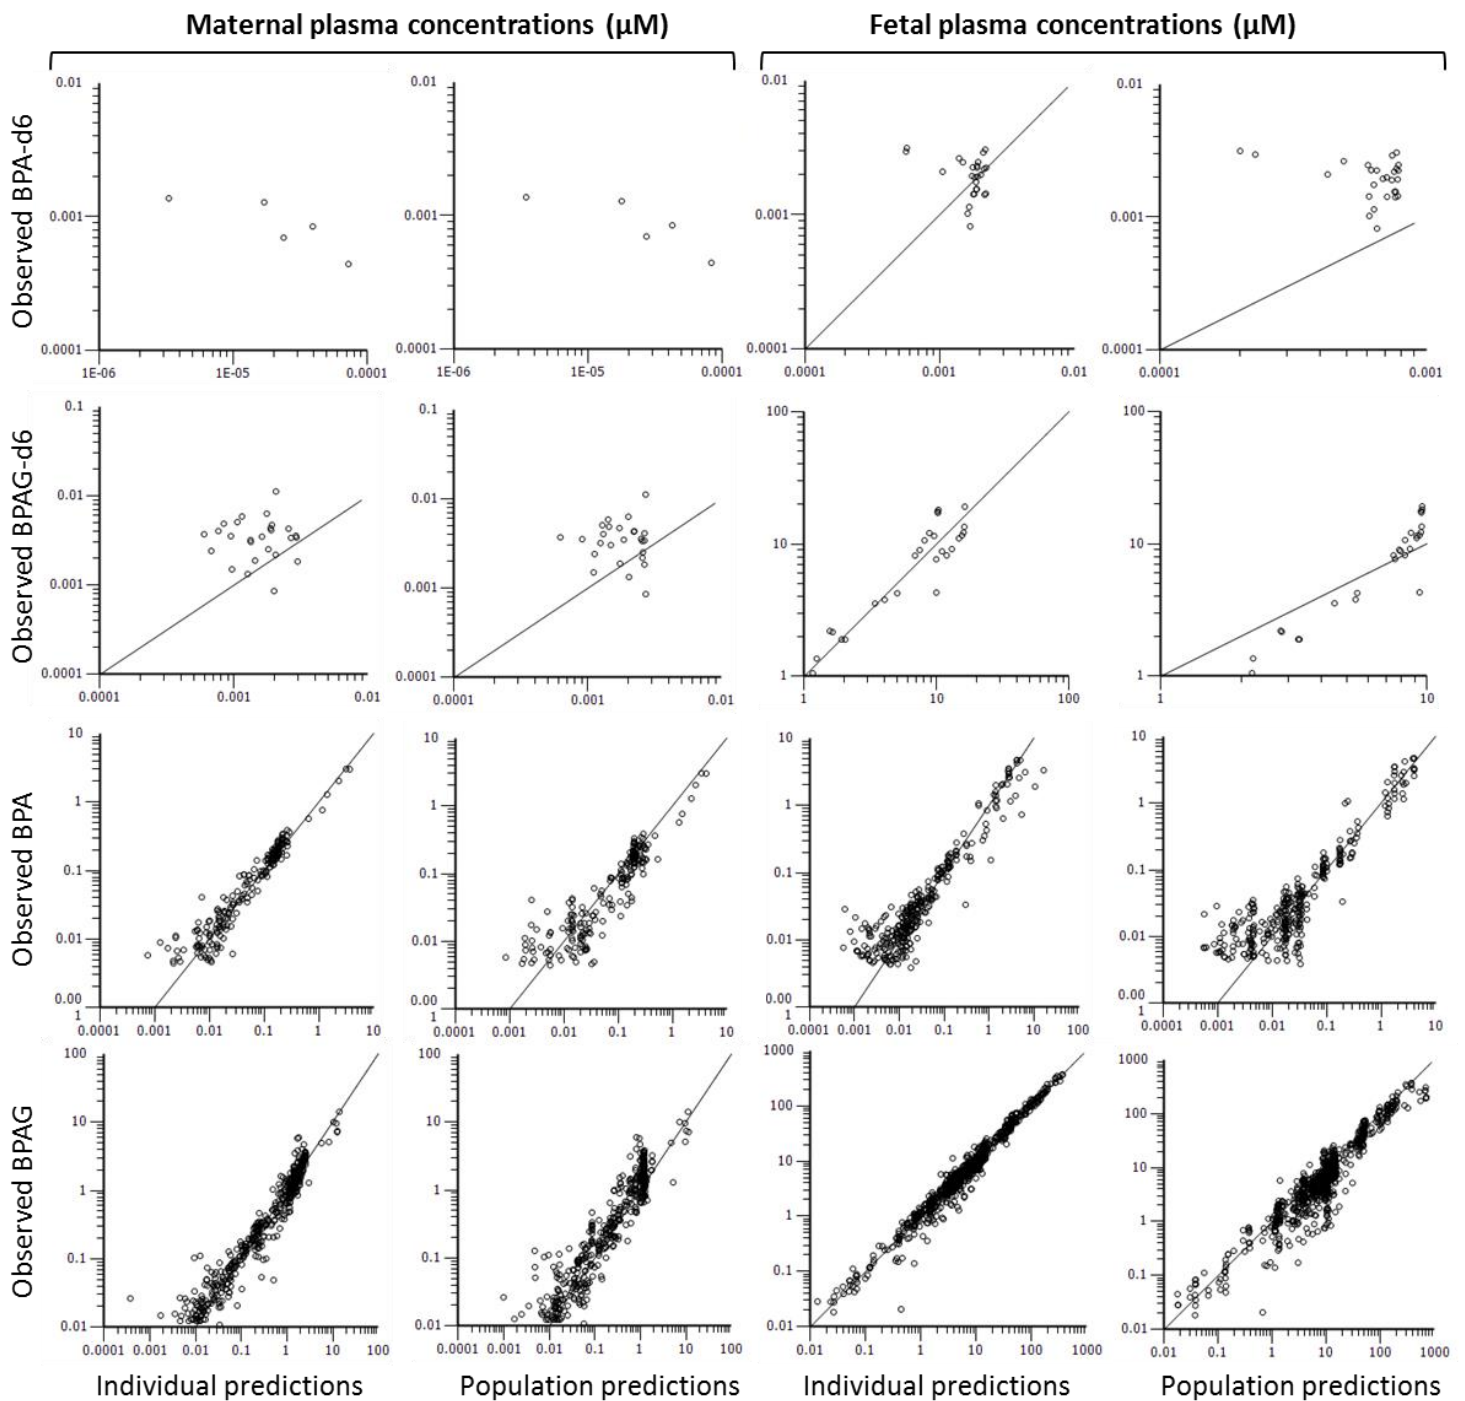 Maternal plasma concentrations (μM) Fetal plasma concentrations (μM)
Observed BPA-d6
0.01 0.01 0.01 0.01
0.001 0.001 0.001 0.001
0.0001 0.0001 0.0001 0.0001
1E-06 1E-05 0.0001 1E-06 1E-05 0.0001 0.0001 0.001 0.01 0.0001 0.001
Observed BPAG-d6
0.1 0.1 100 100
0.01 0.01 10 10
0.001 0.001
0.0001 0.0001 1 1
0.0001 0.001 0.01 0.0001 0.001 0.01 1 10 100 1 10
Observed BPA
10 10 10 10
1 1 1 1
0.1 0.1 0.1 0.1
0.01 0.01 0.01 0.01
0.00 0.00 0.00 0.00
1 1 1 1
0.0001 0.001 0.01 0.1 1 10 0.0001 0.001 0.01 0.1 1 10 0.0001 0.001 0.01 0.1 1 10 100 0.0001 0.001 0.01 0.1 1 10
Observed BPAG
100 100 1000 1000
10 10 100 100
1 1 10 10
0.1 0.1 1 1
0.01 0.01 0.1 0.1
0.01 0.01
0.0001 0.001 0.01 0.1 1 10 100 0.0001 0.001 0.01 0.1 1 10 100 0.01 0.1 1 10 100 1000 0.01 0.1 1 10 100 1000
Individual predictions Population predictions Individual predictions Population predictions